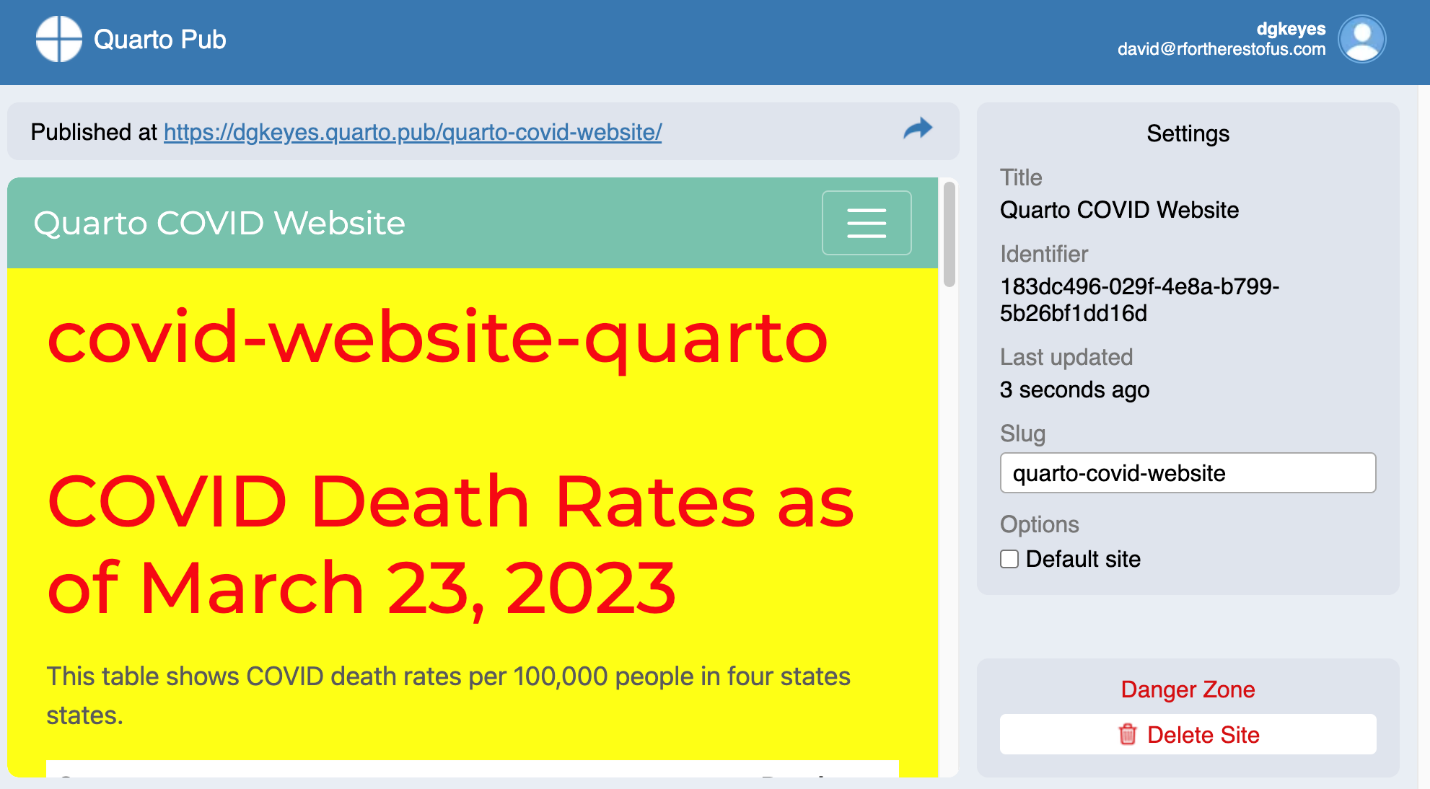 Quarto Pub
dgkeyes
david@rfortherestofus.com
Published at https://dgkeyes.quarto.pub/quarto-covid-website/
Quarto COVID Website
covid-website-quarto
COVID Death Rates as
of March 23, 2023
This table shows COVID death rates per 100,000 people in four states
states.
Settings
Title
Quarto COVID Website
Identifier
183dc496-029f-4e8a-b799-
5b26bf1dd16d
Last updated
3 seconds ago
Slug
quarto-covid-website
Options
Default site
Danger Zone
Delete Site